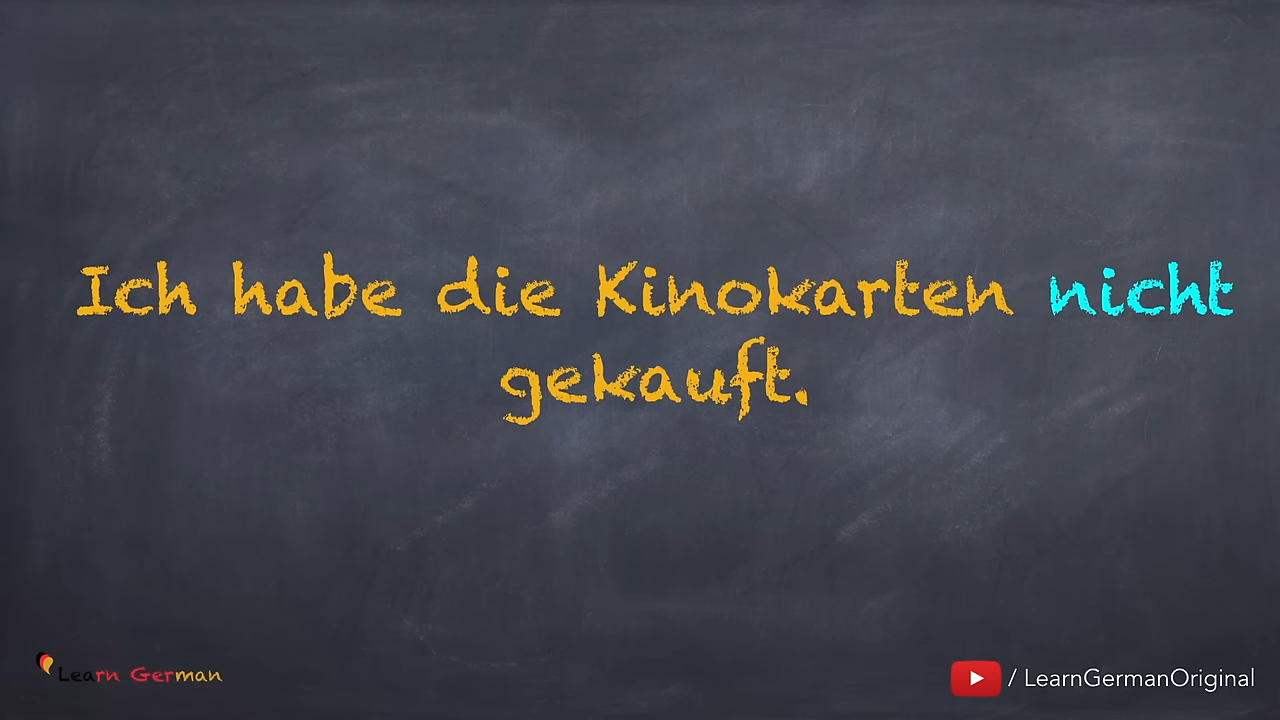 Ich habe die Kinokarten nicht
gekauft.
Learn German
/ LearnGermanOriginal